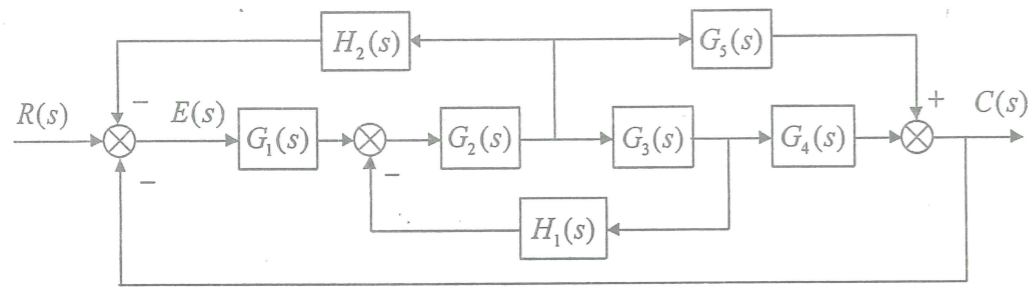 H₂(s) G₅(s)
− + C(s)
R(s) E(s)
G₁(s) G₂(s) G₃(s) G₄(s)
− −
H₁(s)